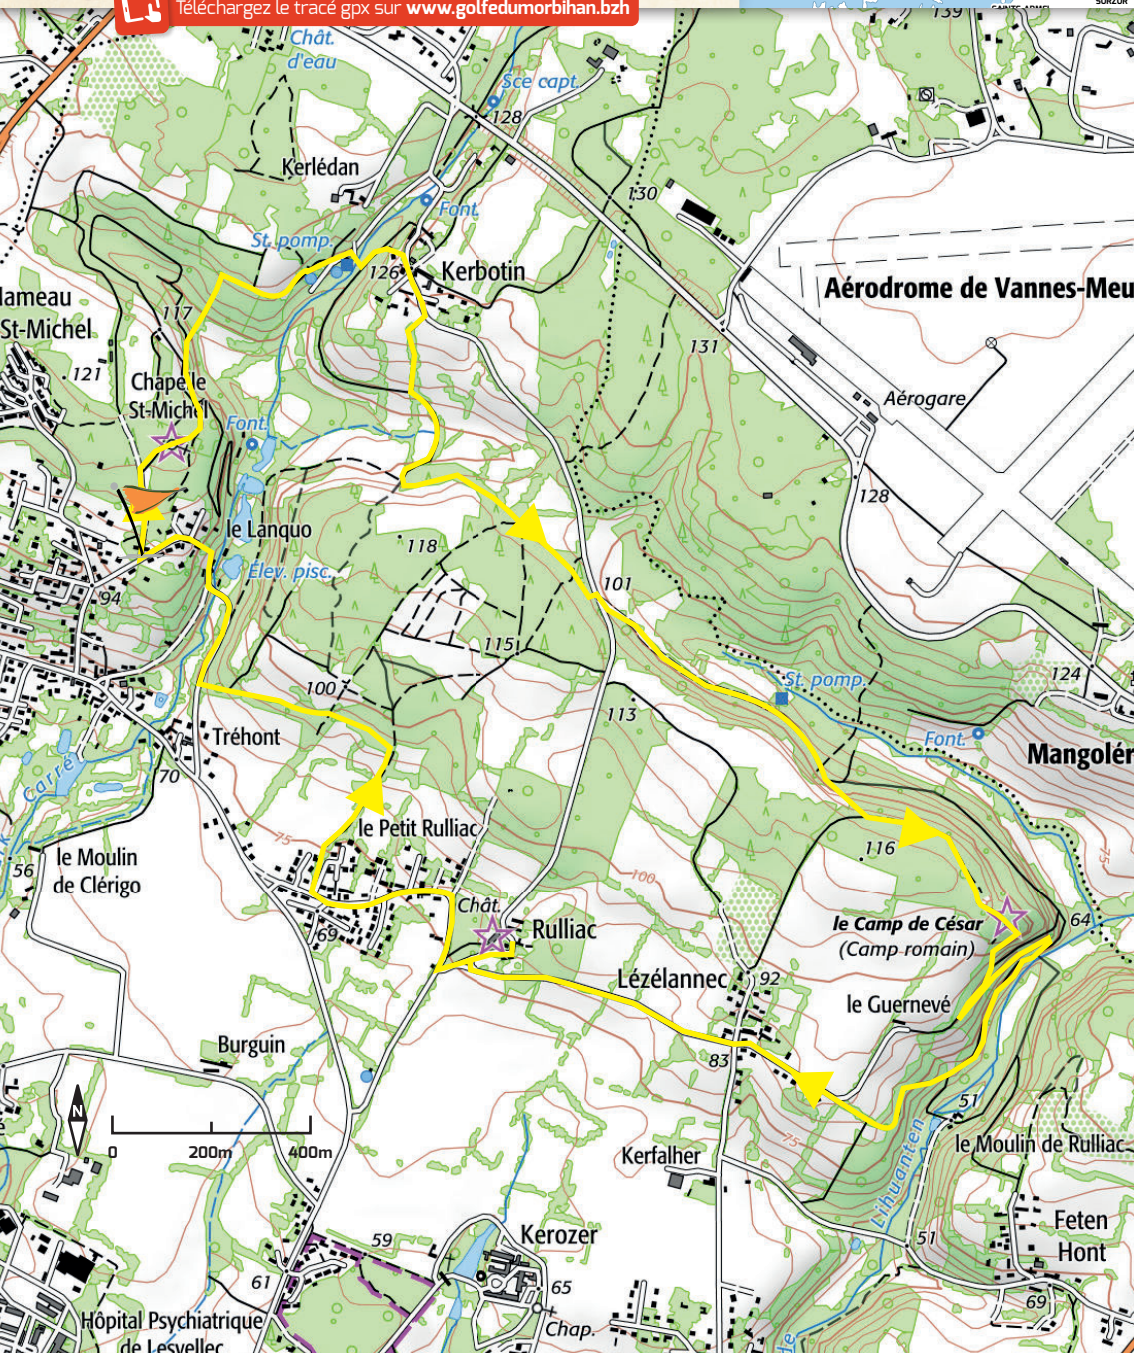 Téléchargez le tracé gpx sur www.golfedumorbihan.bzh
139
Chât.
d'eau
Sce capt.
128
Kerlédan
130
Font.
St. pomp.
126
Kerbotin
Aérodrome de Vannes-Meu
St-Michel
117
131
121
Chapelle
St-Michel
Aérogare
Font.
128
le Lanquo
118
Élev. pisc.
101
94
115
124
100
St. pomp.
113
Tréhont
Font.
Mangolér
Carrér
70
75
le Petit Rulliac
116
75
le Moulin
de Clérigo
56
100
Chât.
le Camp de César
(Camp romain)
64
69
Rulliac
Lézélannec
92
le Guernevé
Burguin
83
51
N
0 200m 400m
75
le Moulin de Rulliac
Kerfalher
Lihuanten
Feten
Hont
59
Kerozer
51
61
65
69
Chap.
Hôpital Psychiatrique
de Lesvellec
de